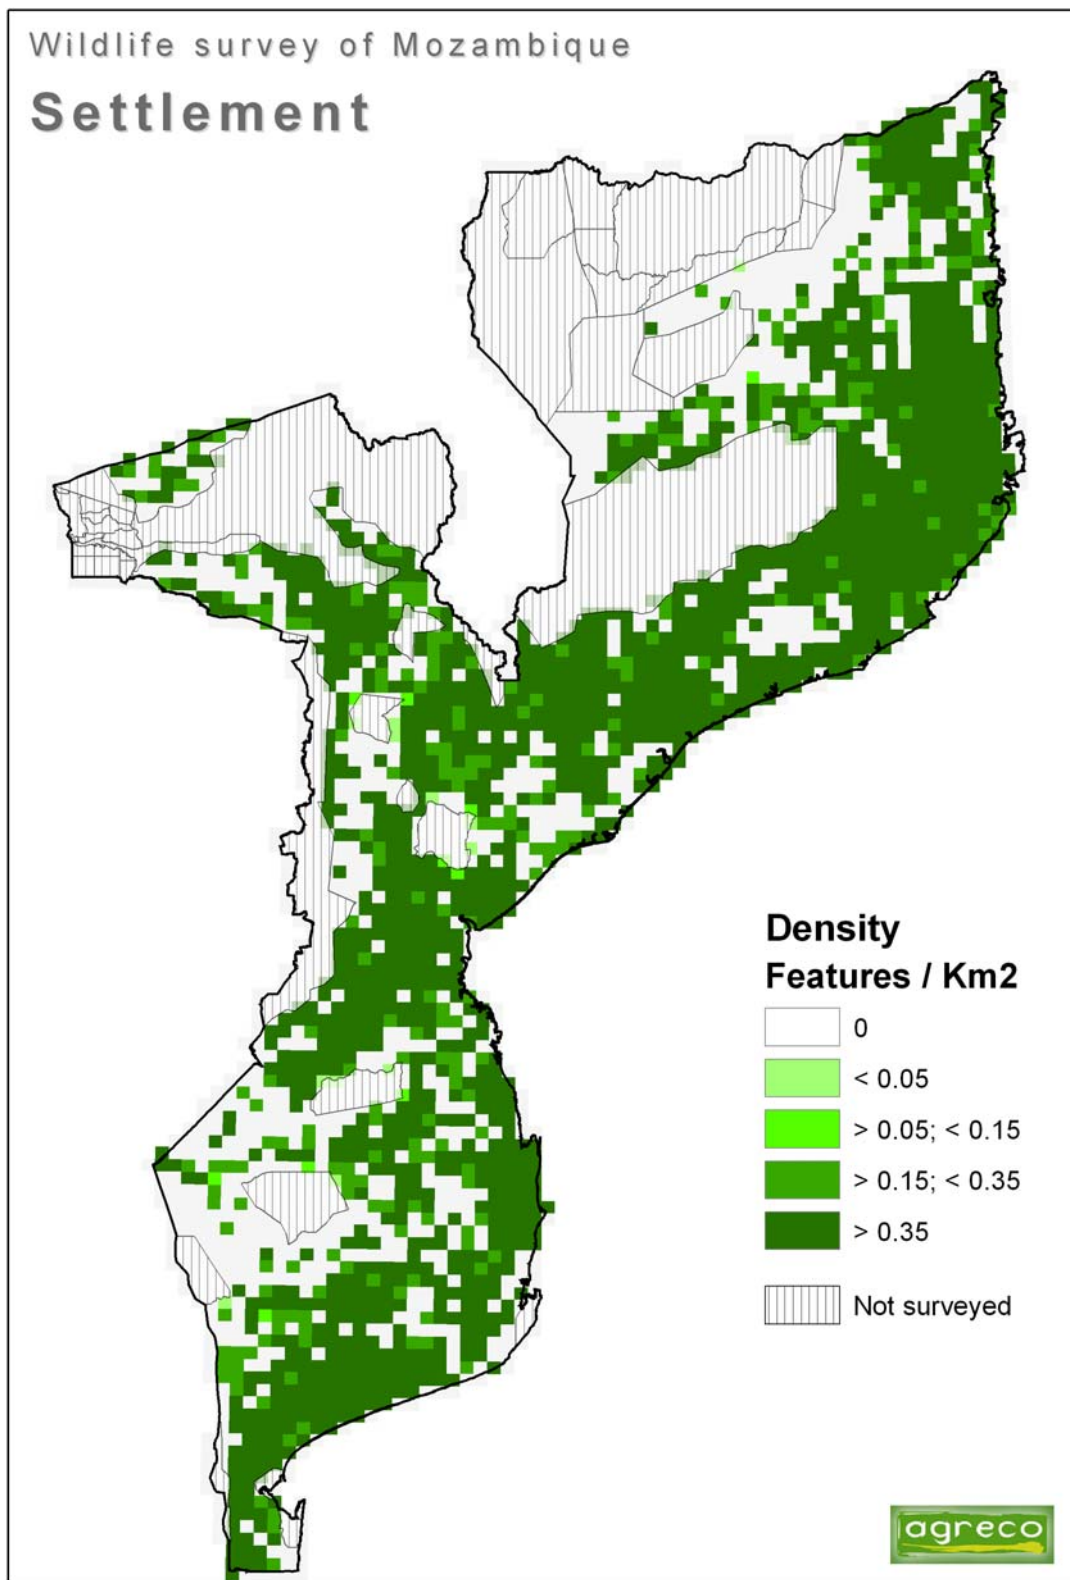 Wildlife survey of Mozambique
Settlement
Density
Features / Km2
0
< 0.05
> 0.05; < 0.15
> 0.15; < 0.35
> 0.35
Not surveyed
agreco